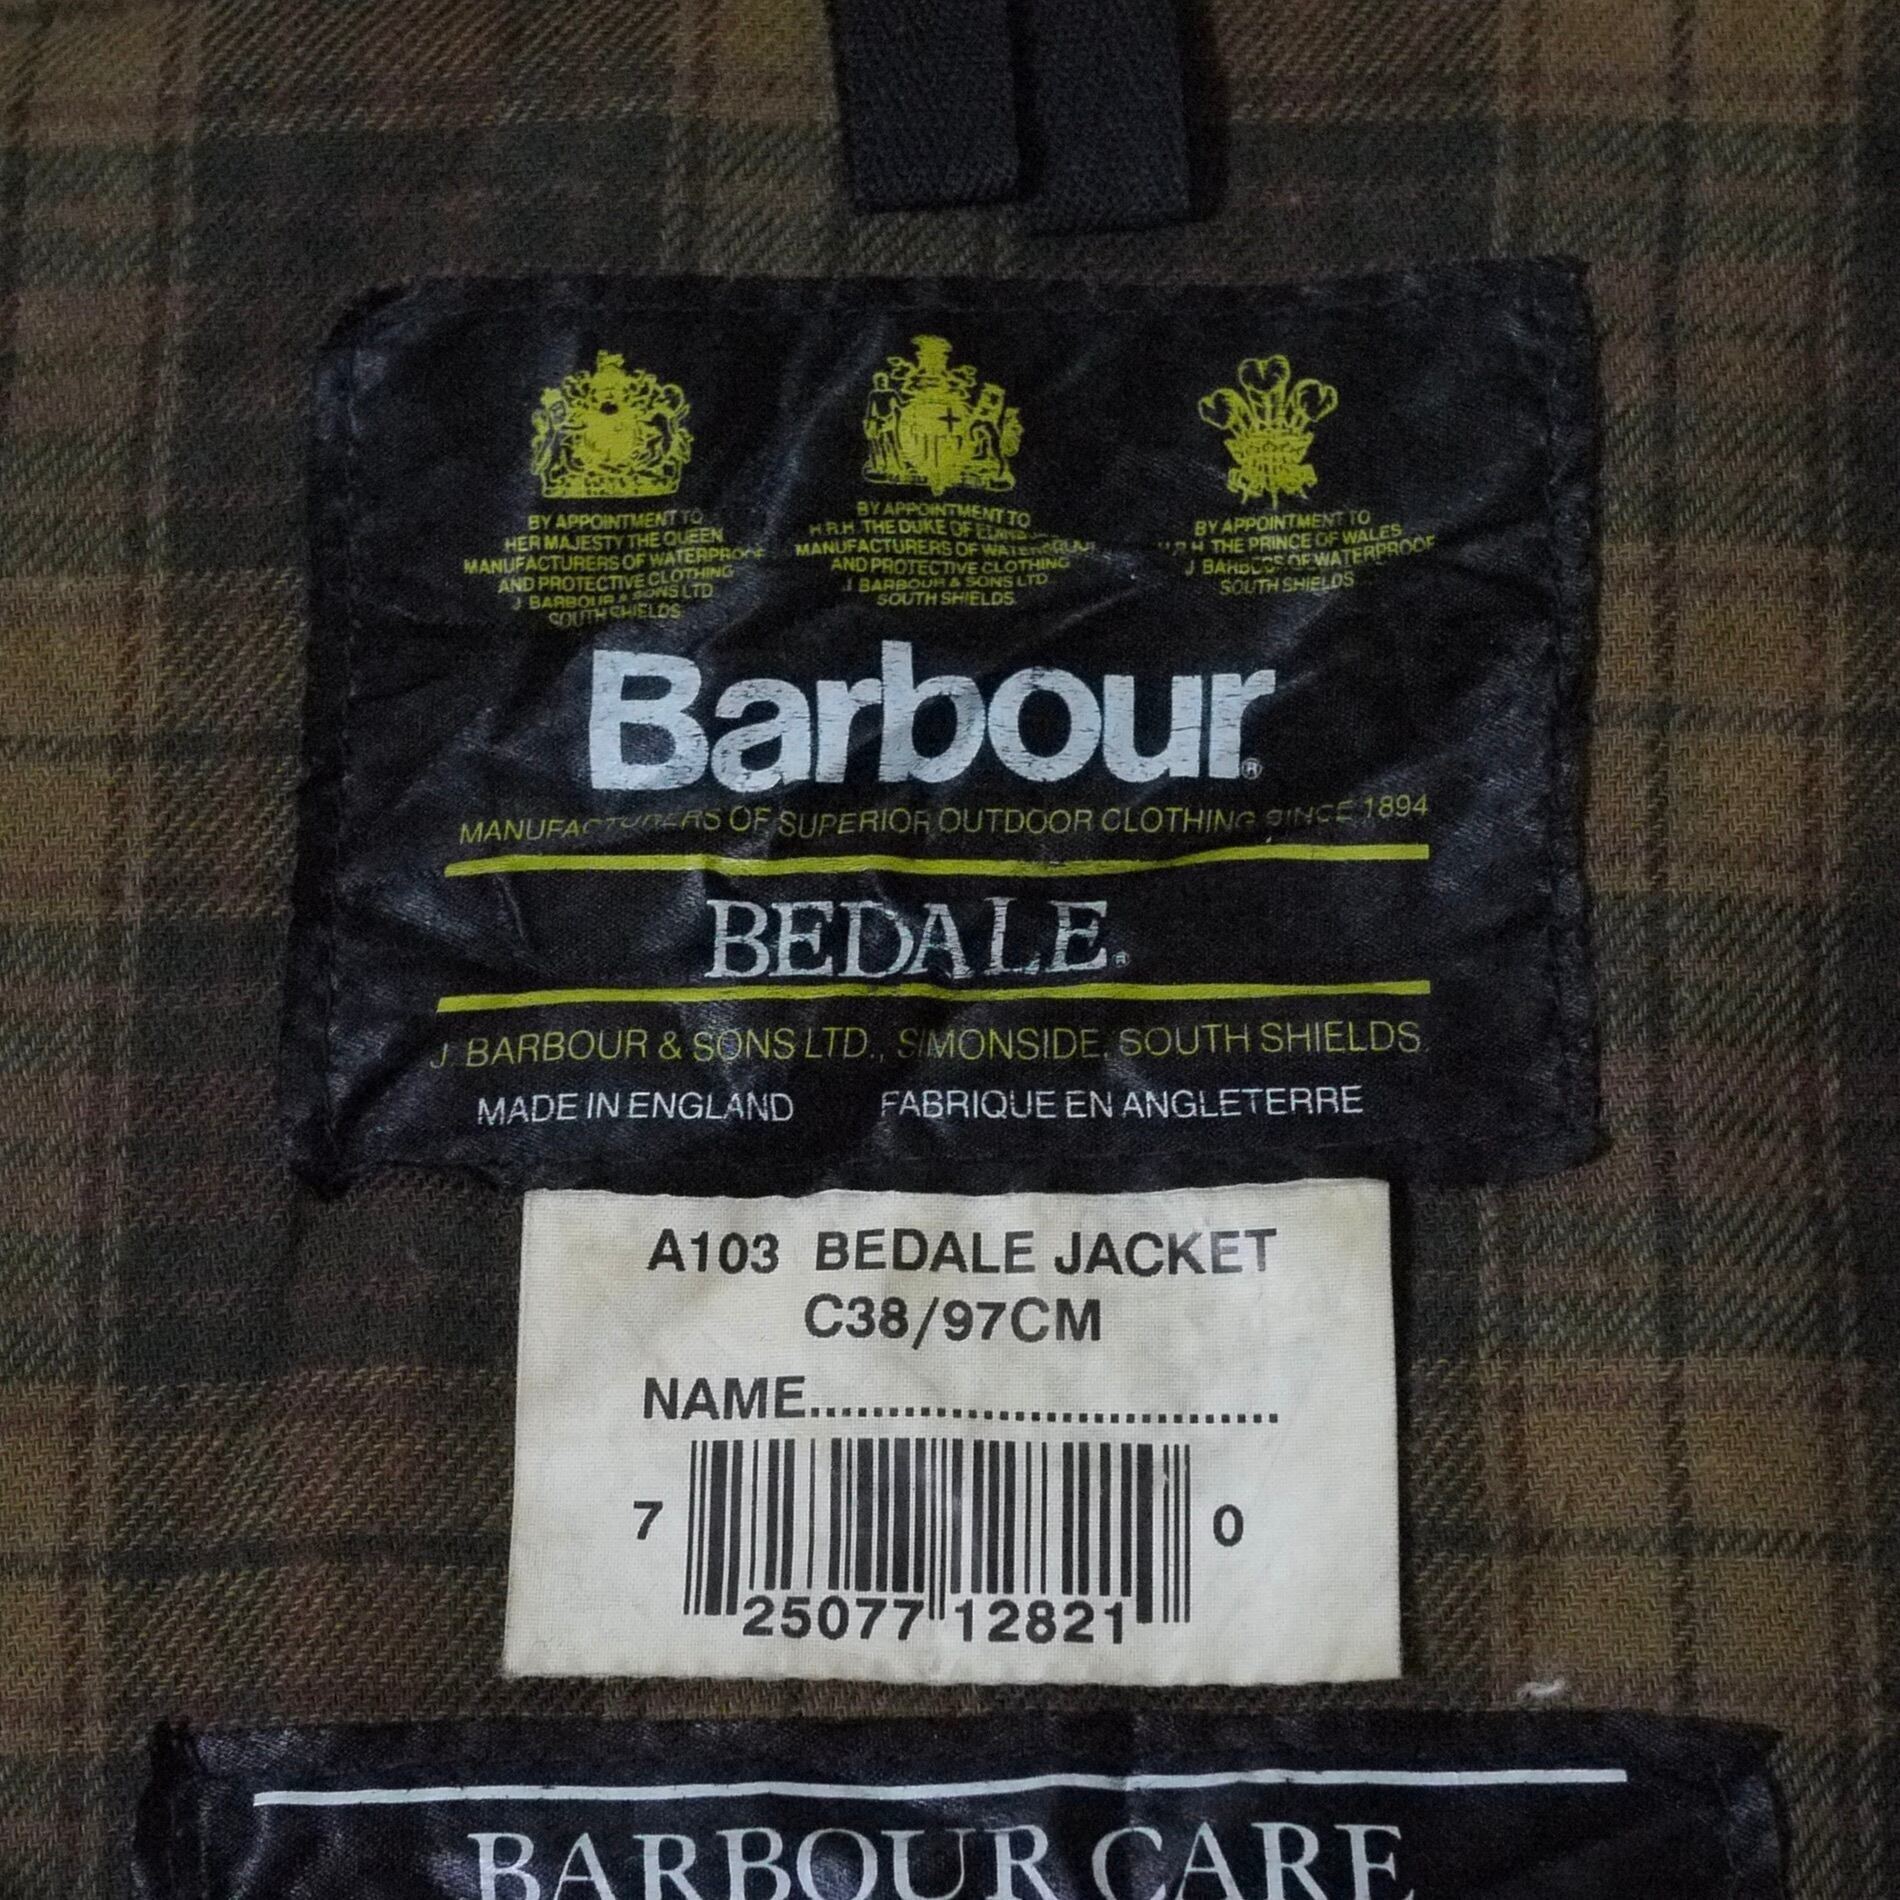 BY APPOINTMENT TO
HER MAJESTY THE QUEEN
MANUFACTURERS OF WATERPROOF
AND PROTECTIVE CLOTHING
J BARBOUR & SONS LTD
SOUTH SHIELDS
BY APPOINTMENT TO
H.R.H. THE DUKE OF
MANUFACTURERS OF WATERPROOF
AND PROTECTIVE CLOTHING
J BARBOUR & SONS LTD
SOUTH SHIELDS
BY APPOINTMENT TO
H.R.H THE PRINCE OF WALES
J BARBOUR OF WATERPROOF
SOUTH SHIELDS
Barbour®
MANUFACTURERS OF SUPERIOR OUTDOOR CLOTHING SINCE 1894
BEDALE®
J. BARBOUR & SONS LTD., SIMONSIDE, SOUTH SHIELDS.
MADE IN ENGLAND FABRIQUE EN ANGLETERRE
A103 BEDALE JACKET
C38/97CM
NAME..............................
7 25077 12821 0
BARBOUR CARE